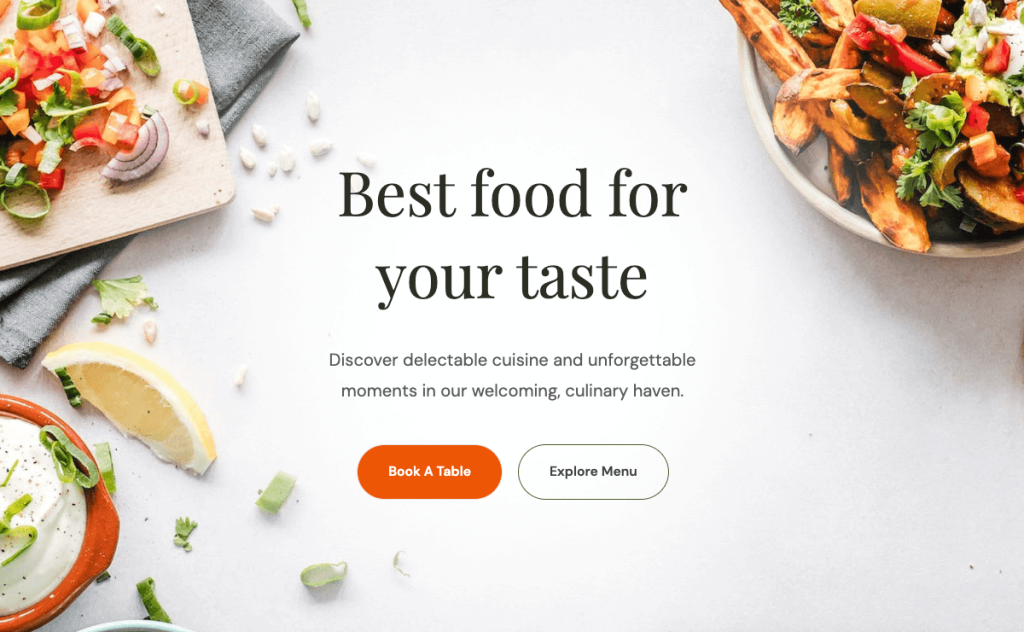 Best food for
your taste
Discover delectable cuisine and unforgettable
moments in our welcoming, culinary haven.
Book A Table
Explore Menu